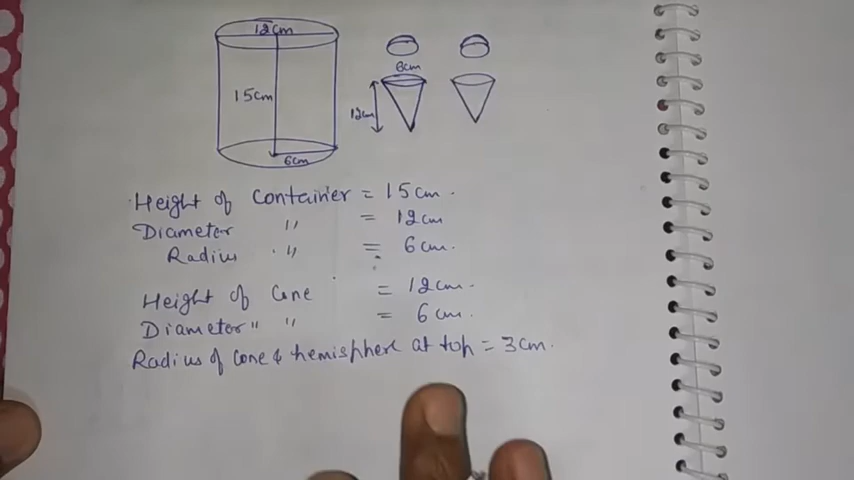 12cm
15cm
6cm
6cm
12cm
Height of container = 15cm.
Diameter " = 12cm
Radius " = 6cm.
Height of Cone = 12cm.
Diameter " " = 6cm.
Radius of cone & hemisphere at top = 3cm.